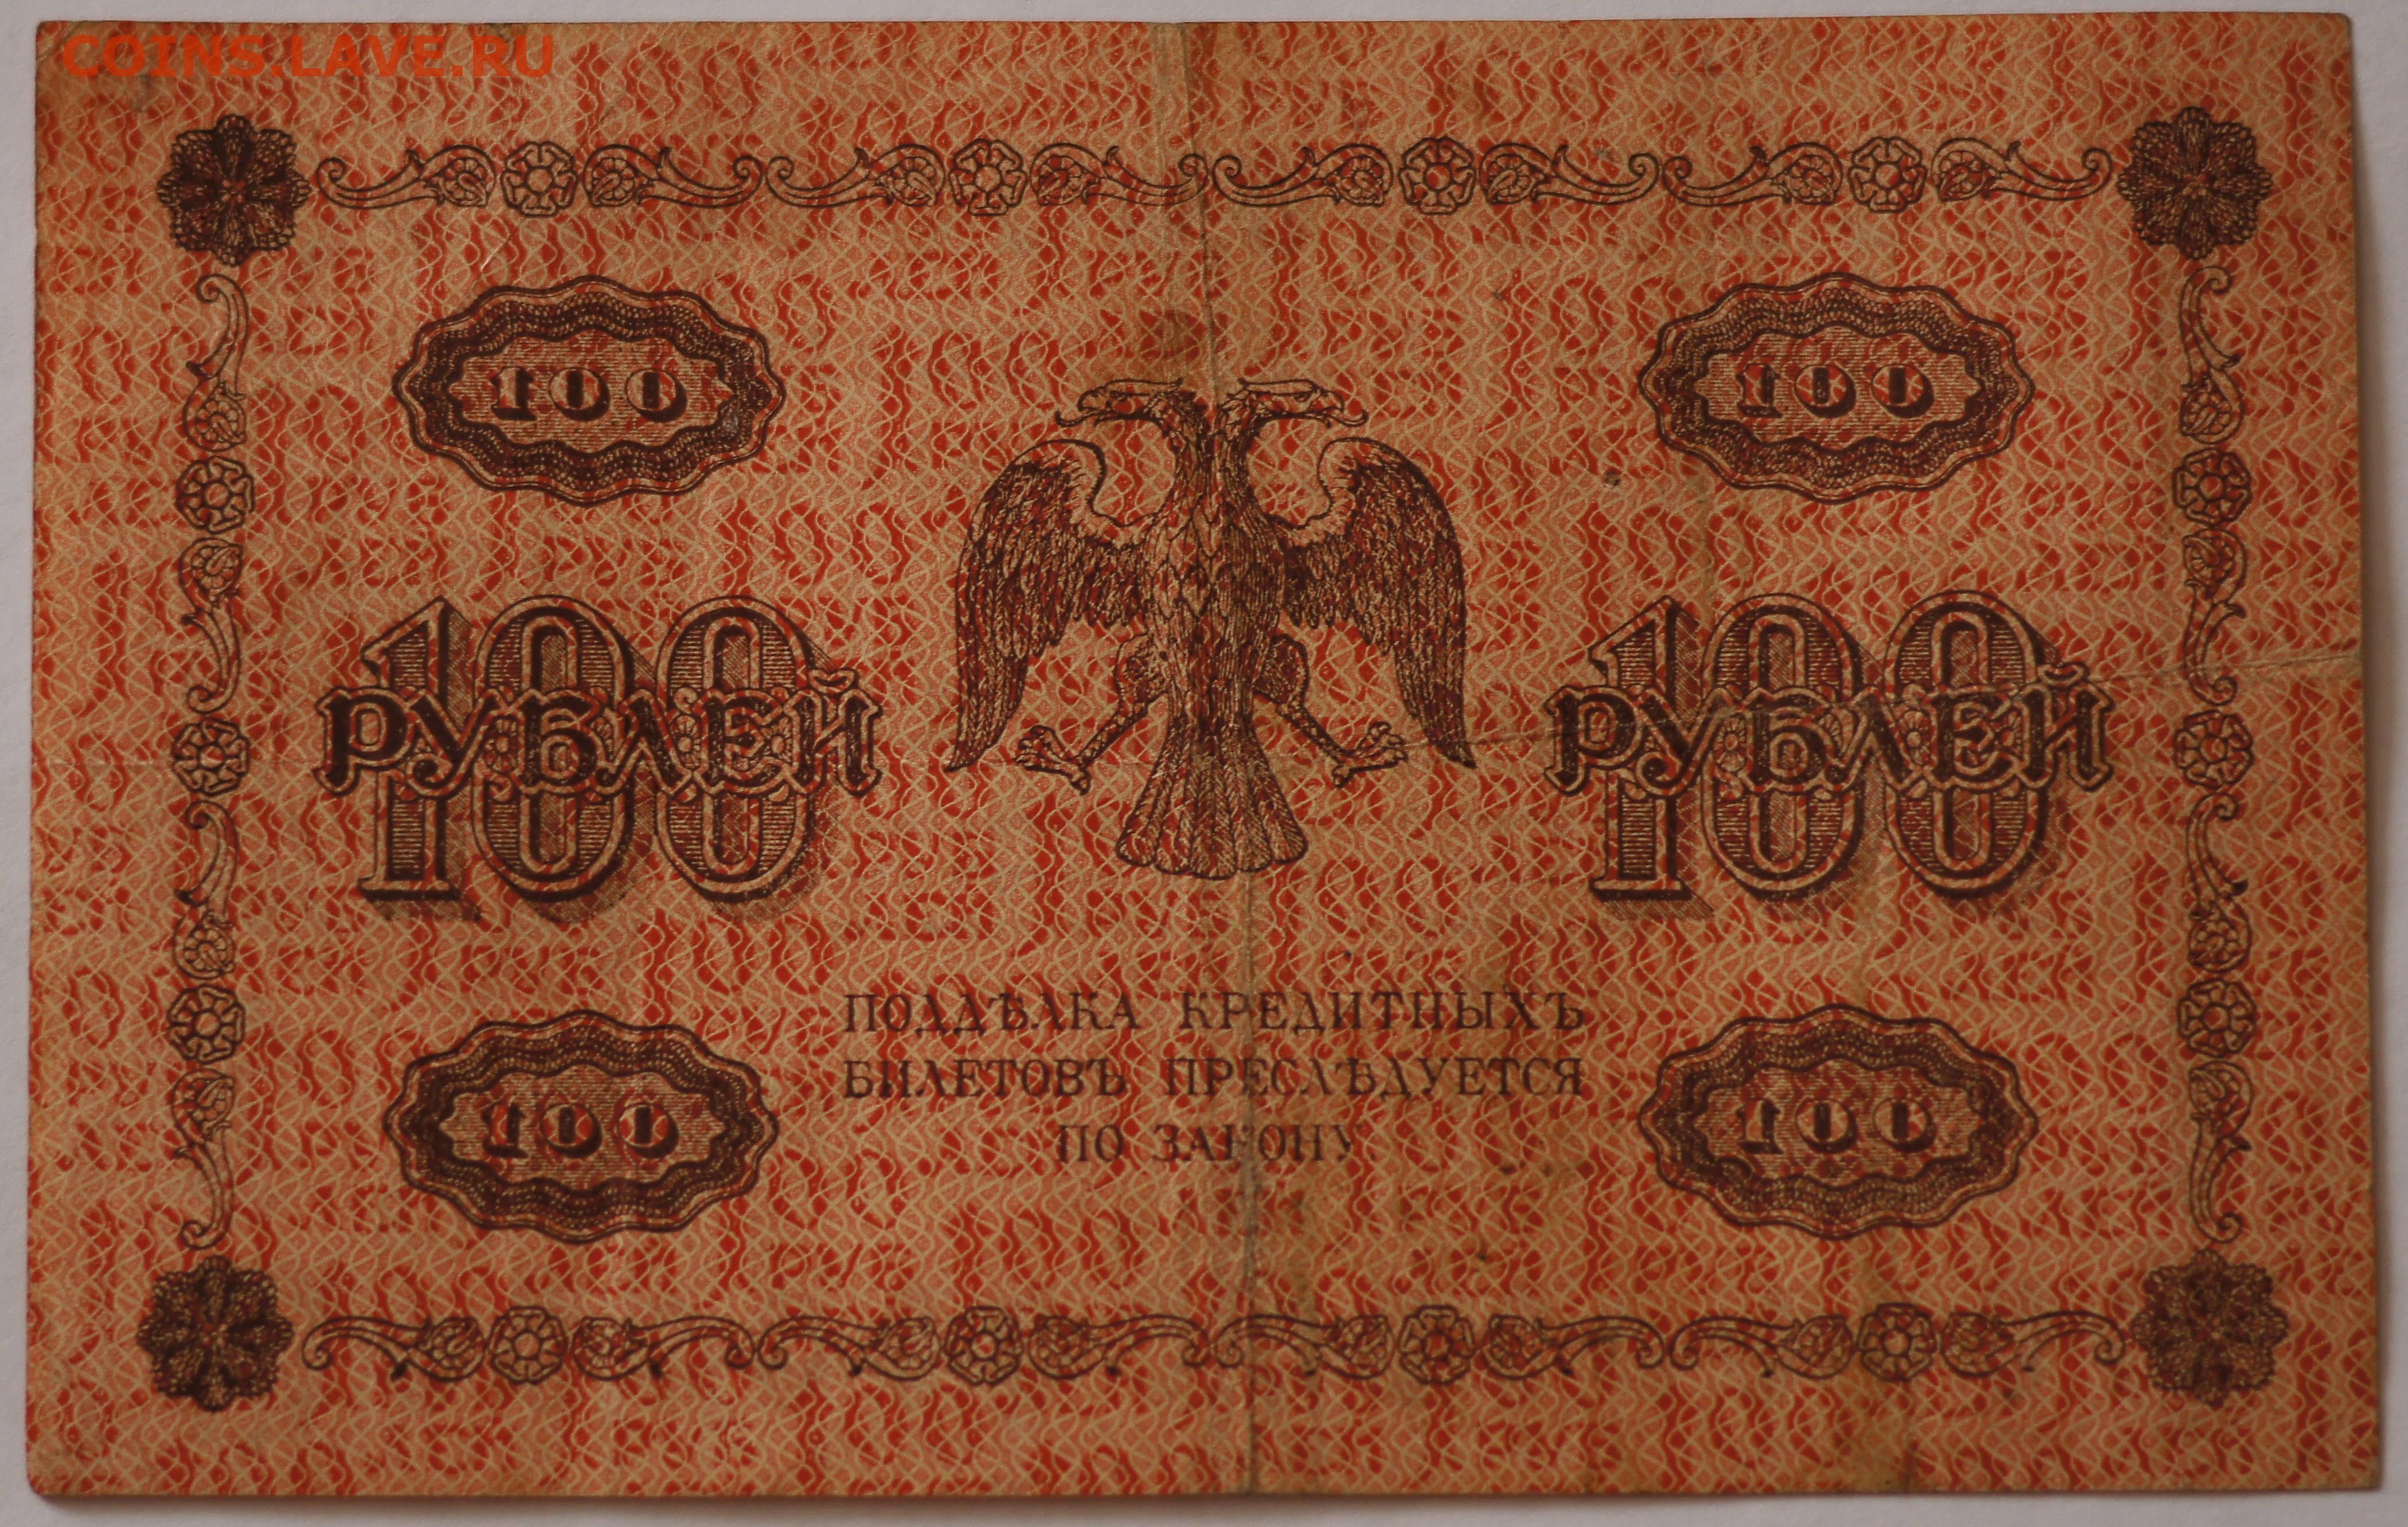 COINS.LAVE.RU
100 100
100 100
РУБЛЕЙ РУБЛЕЙ
ПОДДѢЛКА КРЕДИТНЫХЪ
БИЛЕТОВЪ ПРЕСЛѢДУЕТСЯ
ПО ЗАКОНУ
100 100